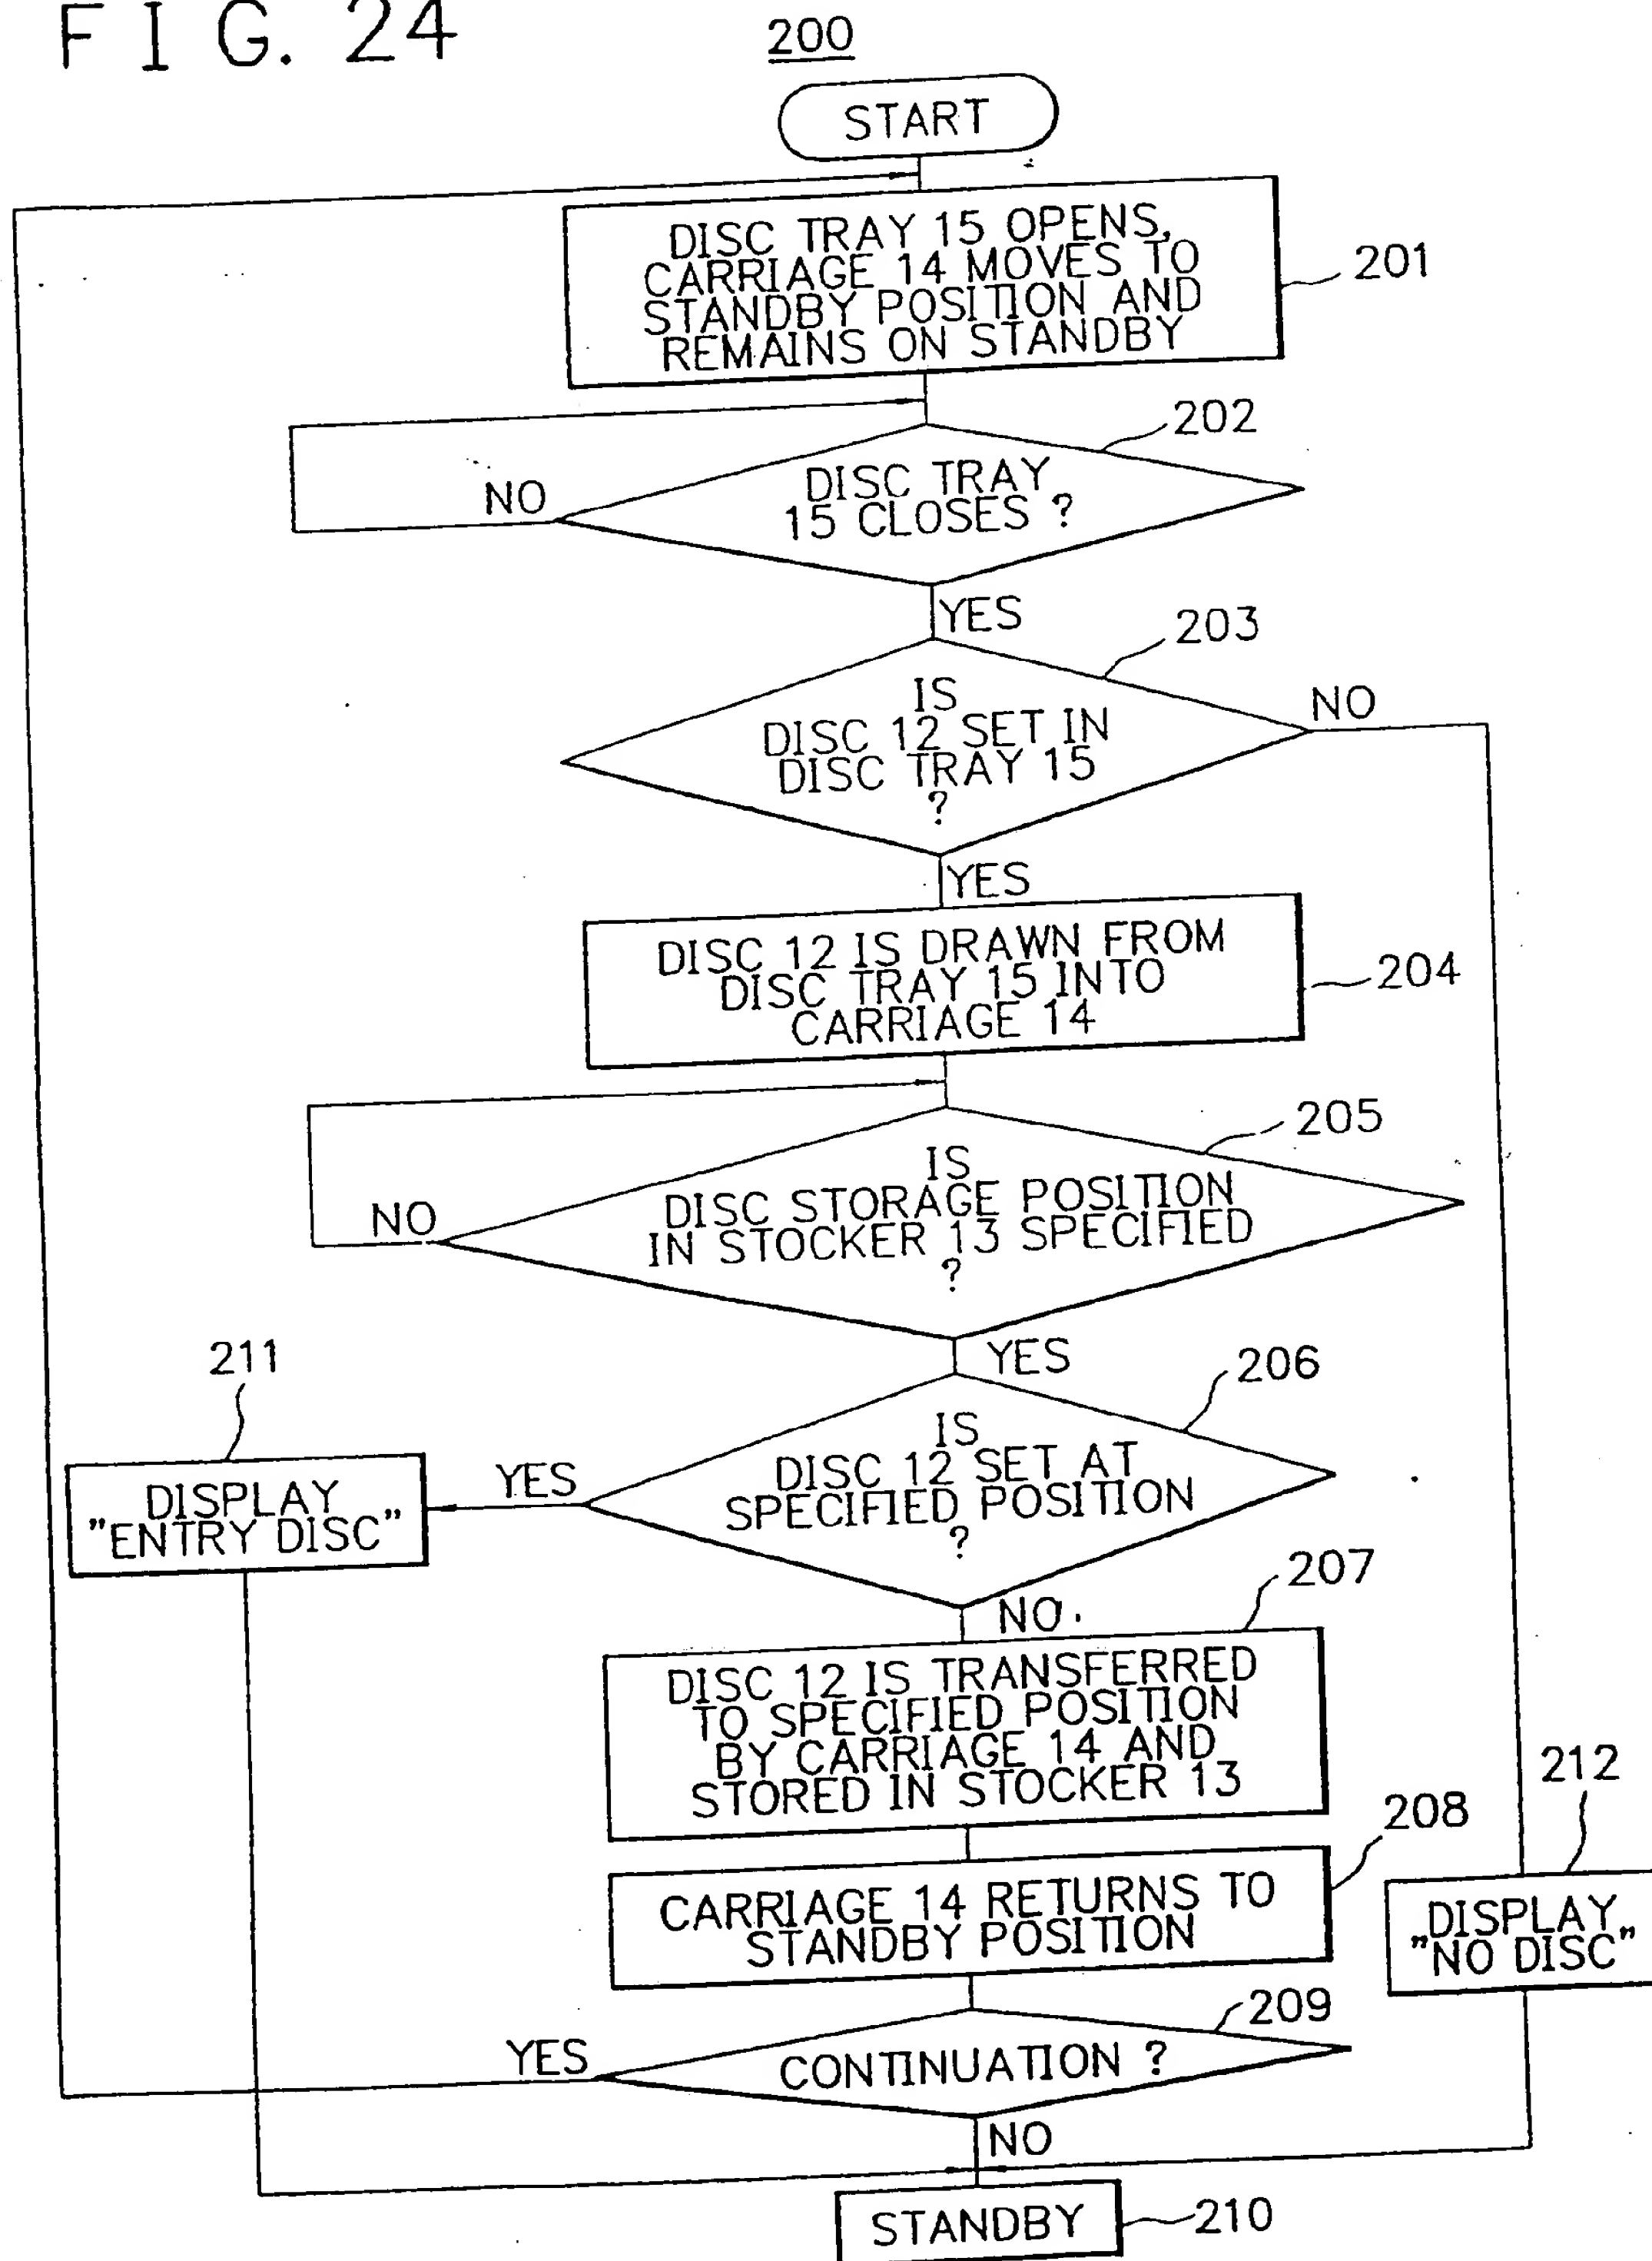 FIG. 24
200
START
DISC TRAY 15 OPENS,
CARRIAGE 14 MOVES TO
STANDBY POSITION AND
REMAINS ON STANDBY
201
202
DISC TRAY
15 CLOSES ?
NO
YES
203
IS
DISC 12 SET IN
DISC TRAY 15
?
NO
YES
DISC 12 IS DRAWN FROM
DISC TRAY 15 INTO
CARRIAGE 14
204
205
IS
DISC STORAGE POSITION
IN STOCKER 13 SPECIFIED
?
NO
YES
206
211
IS
DISC 12 SET AT
SPECIFIED POSITION
?
YES
DISPLAY
"ENTRY DISC"
NO.
207
DISC 12 IS TRANSFERRED
TO SPECIFIED POSITION
BY CARRIAGE 14 AND
STORED IN STOCKER 13
212
208
CARRIAGE 14 RETURNS TO
STANDBY POSITION
DISPLAY
"NO DISC"
209
YES
CONTINUATION ?
NO
STANDBY
210